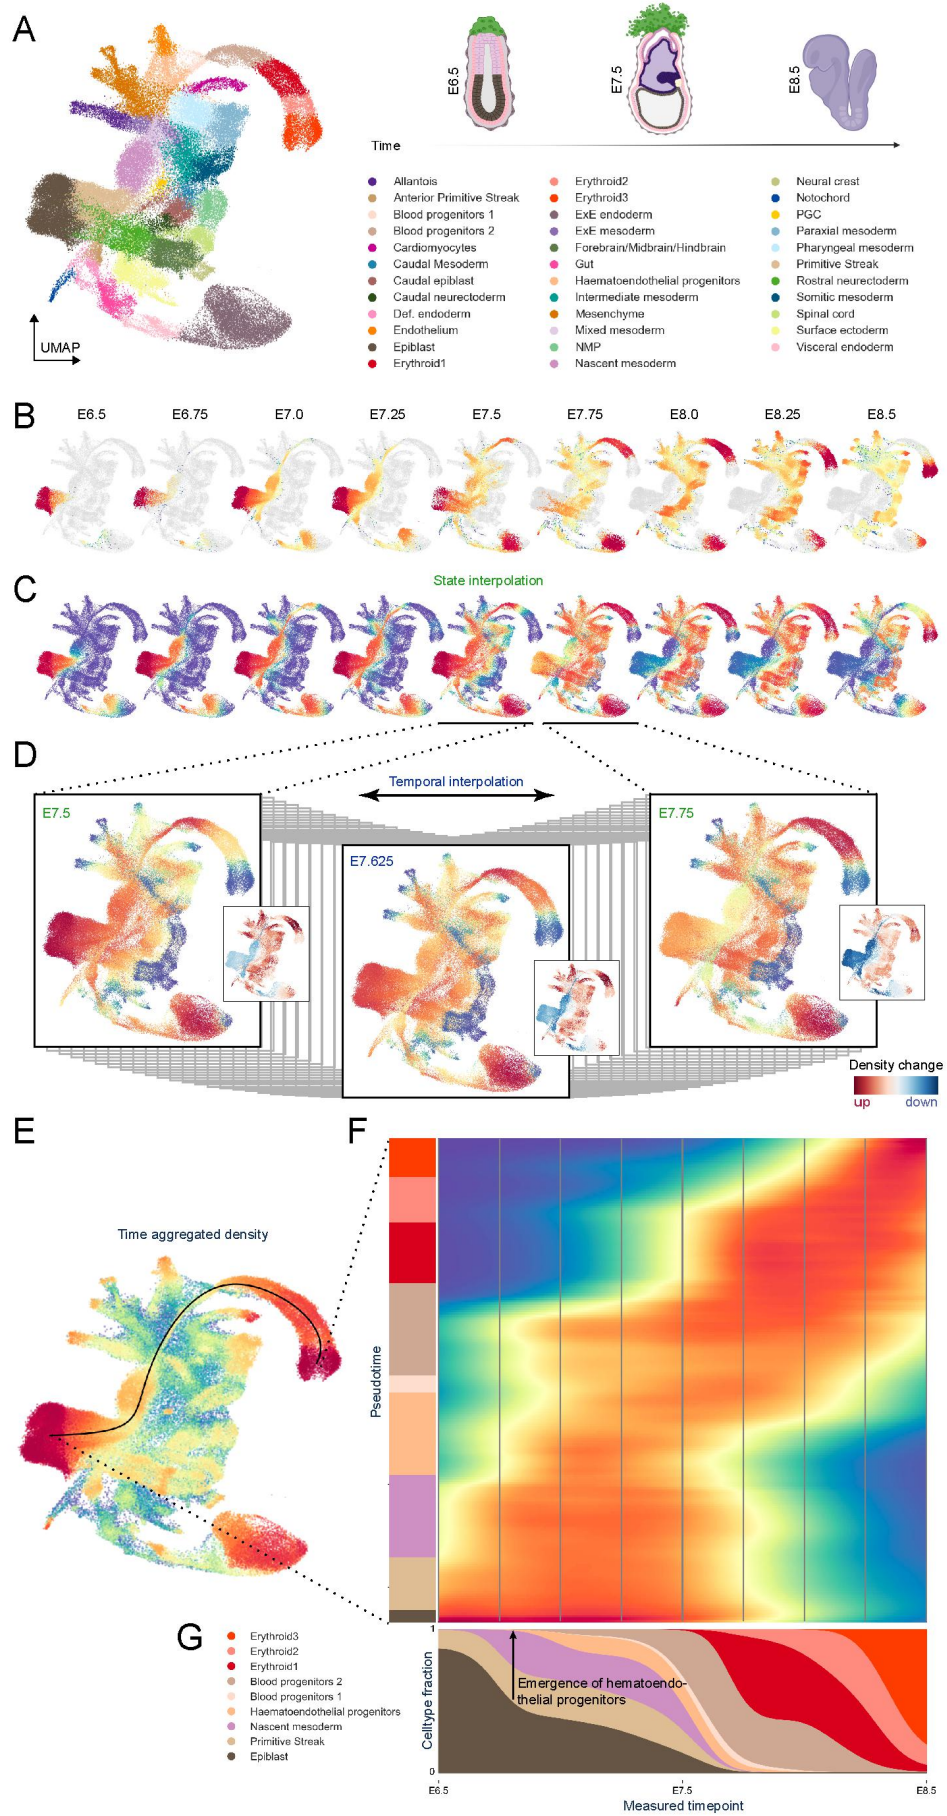 A
E6.5
E7.5
E8.5
Time
Allantois
Anterior Primitive Streak
Blood progenitors 1
Blood progenitors 2
Cardiomyocytes
Caudal Mesoderm
Caudal epiblast
Caudal neurectoderm
Def. endoderm
Endothelium
Epiblast
Erythroid1
Erythroid2
Erythroid3
ExE endoderm
ExE mesoderm
Forebrain/Midbrain/Hindbrain
Gut
Haematoendothelial progenitors
Intermediate mesoderm
Mesenchyme
Mixed mesoderm
NMP
Nascent mesoderm
Neural crest
Notochord
PGC
Paraxial mesoderm
Pharyngeal mesoderm
Primitive Streak
Rostral neurectoderm
Somitic mesoderm
Spinal cord
Surface ectoderm
Visceral endoderm
UMAP
B
E6.5 E6.75 E7.0 E7.25 E7.5 E7.75 E8.0 E8.25 E8.5
C
State interpolation
D
Temporal interpolation
E7.5
E7.625
E7.75
Density change
up down
E
Time aggregated density
F
Pseudotime
G
Erythroid3
Erythroid2
Erythroid1
Blood progenitors 2
Blood progenitors 1
Haematoendothelial progenitors
Nascent mesoderm
Primitive Streak
Epiblast
Celltype fraction
1
0
Emergence of hematoendo-
thelial progenitors
E6.5 E7.5 E8.5
Measured timepoint